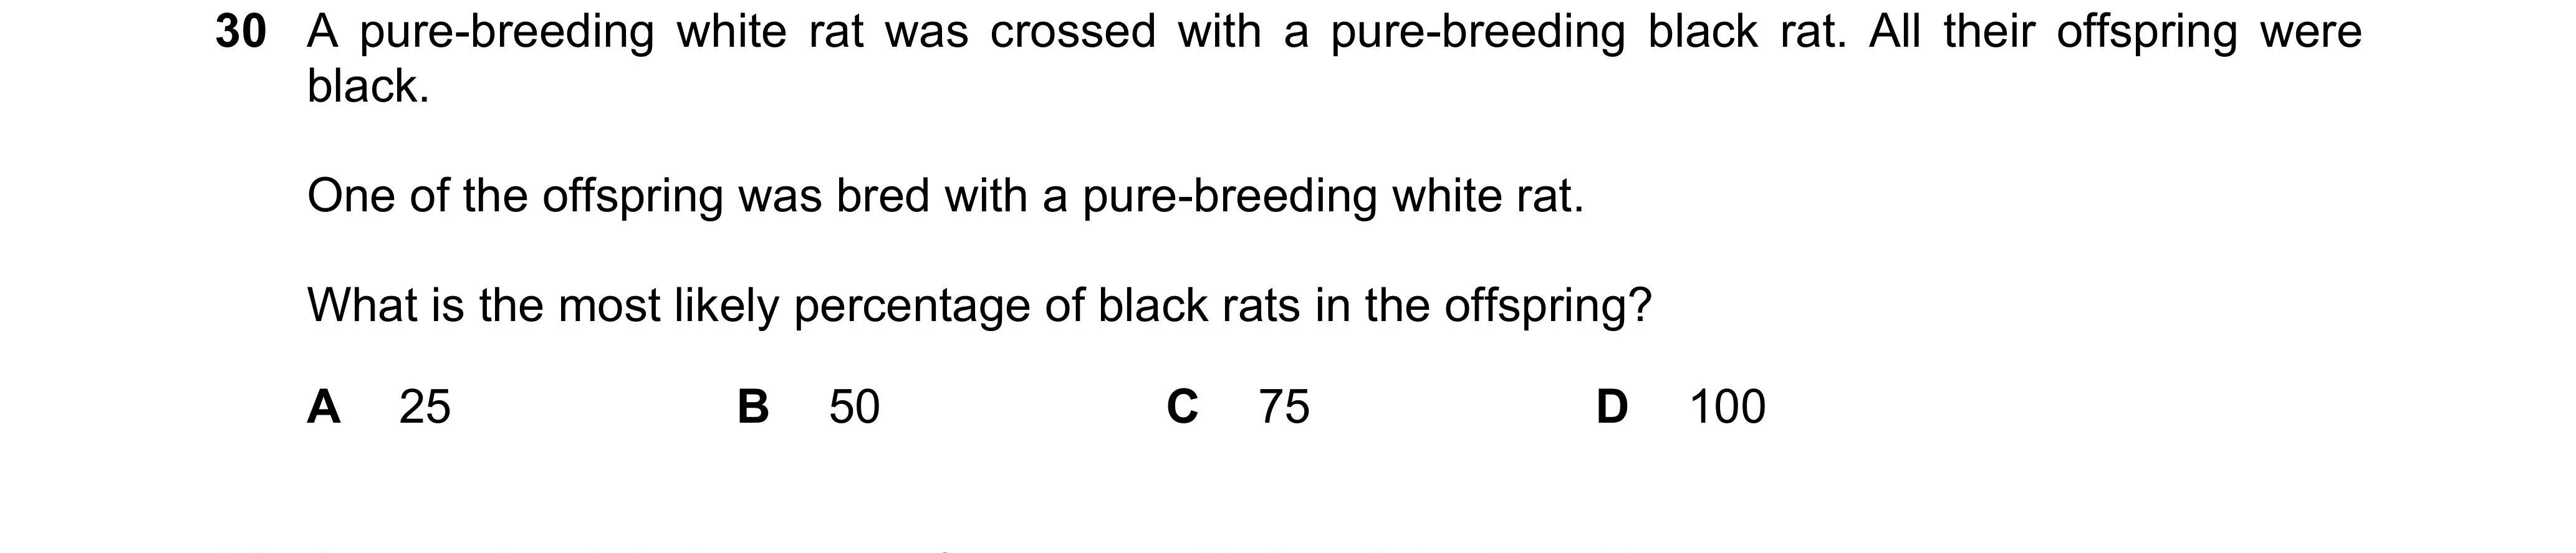 30 A pure-breeding white rat was crossed with a pure-breeding black rat. All their offspring were
black.
One of the offspring was bred with a pure-breeding white rat.
What is the most likely percentage of black rats in the offspring?
A 25 B 50 C 75 D 100